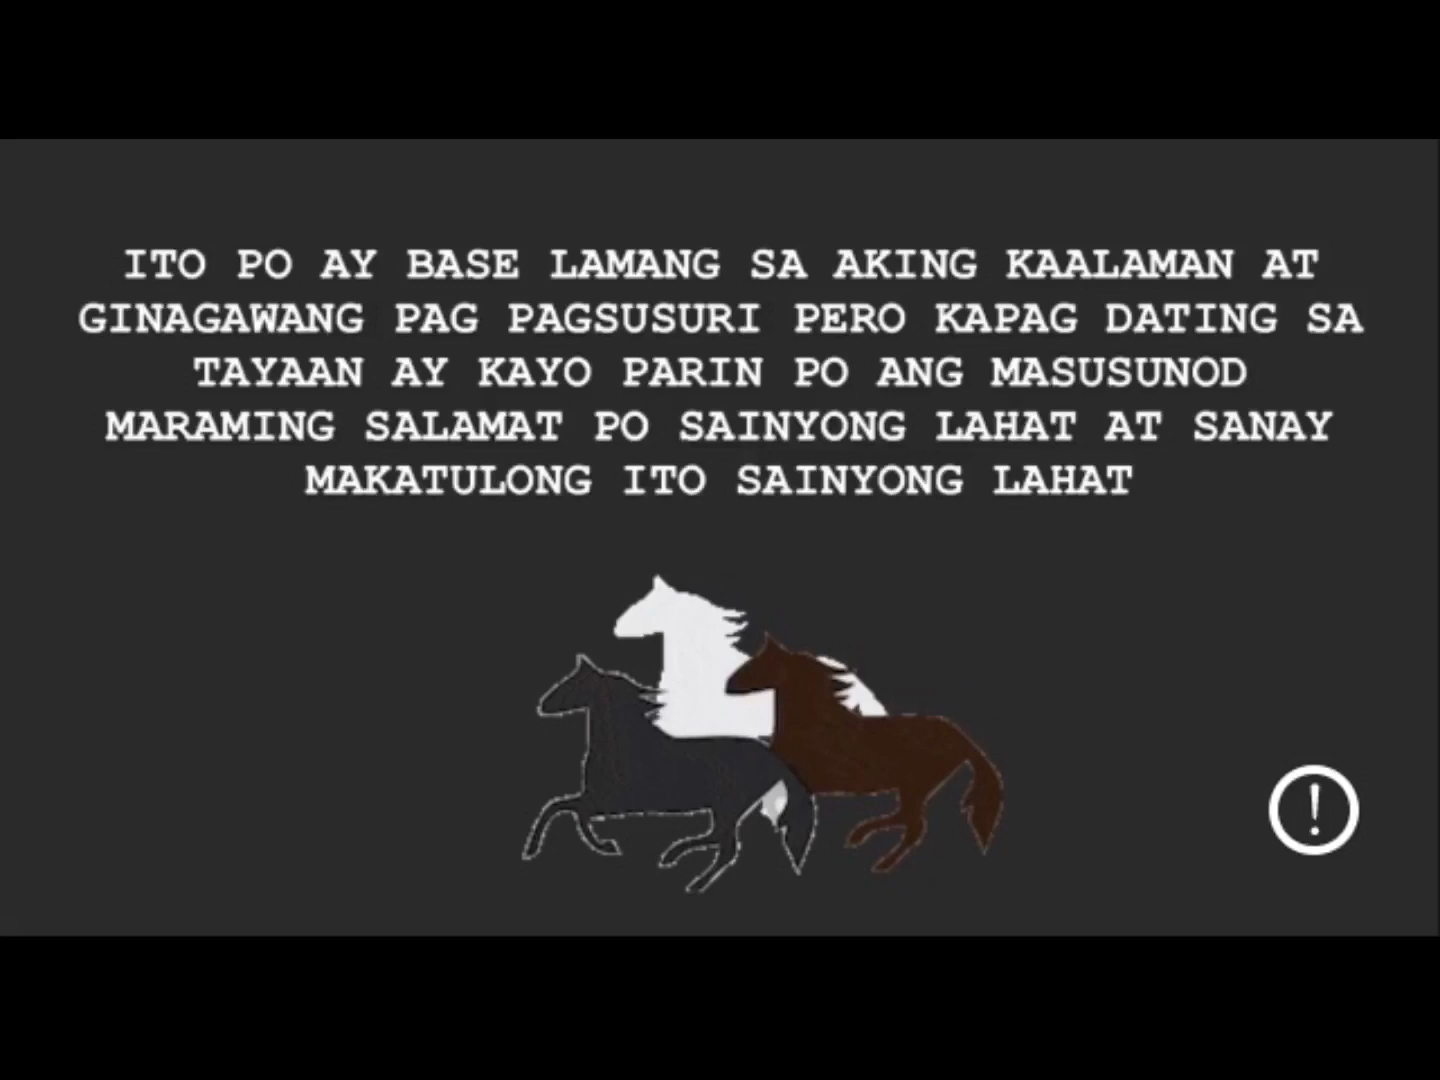 ITO PO AY BASE LAMANG SA AKING KAALAMAN AT
GINAGAWANG PAG PAGSUSURI PERO KAPAG DATING SA
TAYAAN AY KAYO PARIN PO ANG MASUSUNOD
MARAMING SALAMAT PO SAINYONG LAHAT AT SANAY
MAKATULONG ITO SAINYONG LAHAT
!